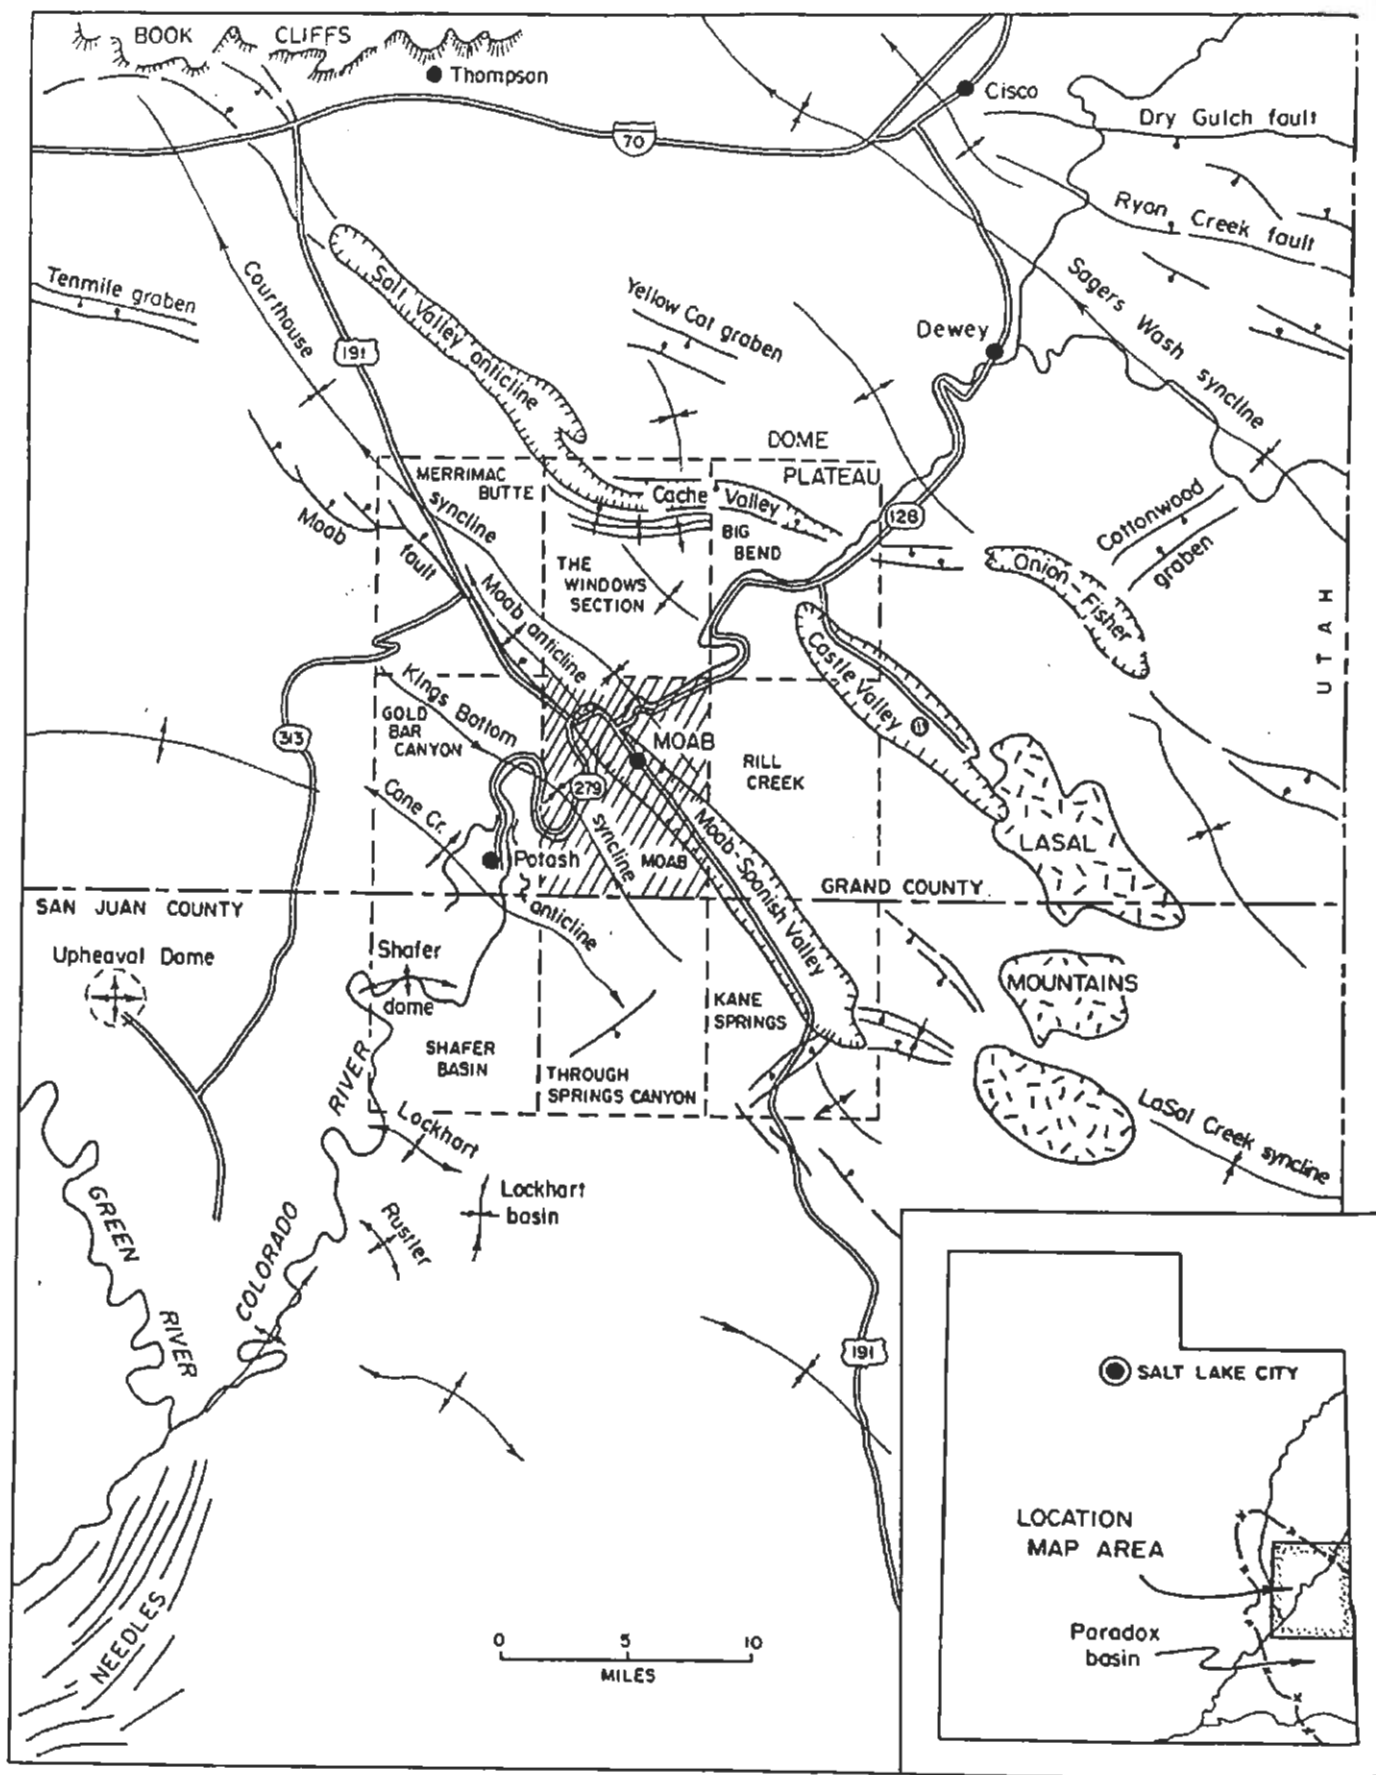 BOOK CLIFFS
Thompson
Cisco
Dry Gulch fault
70
Ryan Creek fault
Tenmile graben
Courthouse
Salt Valley anticline
Yellow Cat graben
Sagers Wash syncline
Dewey
191
DOME
PLATEAU
MERRIMAC
BUTTE
syncline
Cache Valley
Moab
fault
128
BIG
BEND
Cottonwood
graben
THE
WINDOWS
SECTION
Onion-Fisher
Moab anticline
UTAH
Castle Valley
Kings Bottom
GOLD
BAR
CANYON
313
MOAB
RILL
CREEK
279
Cane Cr.
syncline
Moab-Spanish Valley
LASAL
Potash
MOAB
GRAND COUNTY
SAN JUAN COUNTY
anticline
Upheaval Dome
Shafer
dome
MOUNTAINS
KANE
SPRINGS
SHAFER
BASIN
THROUGH
SPRINGS CANYON
RIVER
Lockhart
LaSal Creek syncline
Lockhart
basin
GREEN
RIVER
COLORADO
Rustler
191
SALT LAKE CITY
LOCATION
MAP AREA
Paradox
basin
NEEDLES
0 5 10
MILES